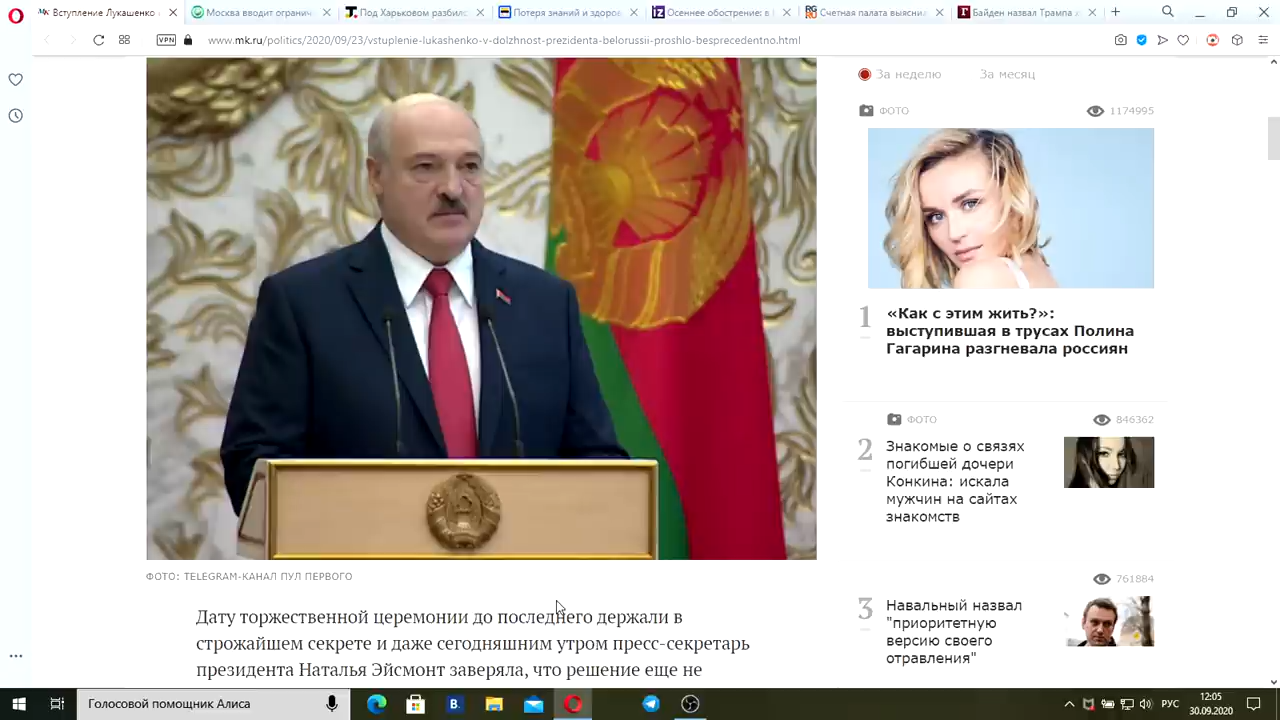 Вступление Лукашенко
Москва вводит огранич
Под Харьковом разбилс
Потеря знаний и здоров
Осеннее обострение: в
Счетная палата выясни
Байден назвал Трампа
VPN
www.mk.ru/politics/2020/09/23/vstuplenie-lukashenko-v-dolzhnost-prezidenta-belorussii-proshlo-besprecedentno.html
За неделю За месяц
ФОТО 1174995
1 «Как с этим жить?»:
выступившая в трусах Полина
Гагарина разгневала россиян
ФОТО 846362
2 Знакомые о связях
погибшей дочери
Конкина: искала
мужчин на сайтах
знакомств
761884
3 Навальный назвал
"приоритетную
версию своего
отравления"
ФОТО: TELEGRAM-КАНАЛ ПУЛ ПЕРВОГО
Дату торжественной церемонии до последнего держали в
строжайшем секрете и даже сегодняшним утром пресс-секретарь
президента Наталья Эйсмонт заверяла, что решение еще не
Голосовой помощник Алиса
РУС
12:05
30.09.2020